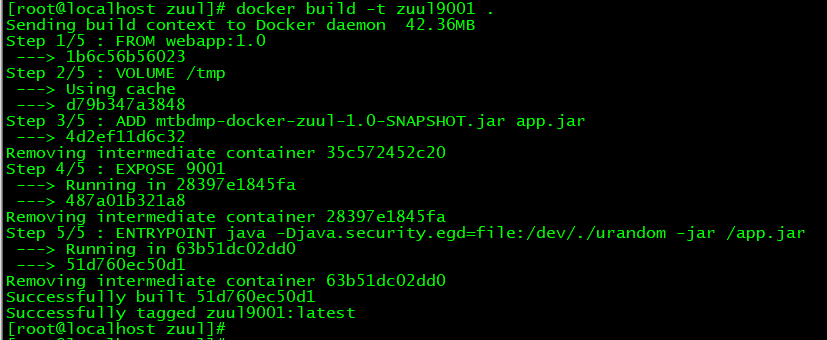 [root@localhost zuul]# docker build -t zuul9001 .
Sending build context to Docker daemon  42.36MB
Step 1/5 : FROM webapp:1.0
 ---> 1b6c56b56023
Step 2/5 : VOLUME /tmp
 ---> Using cache
 ---> d79b347a3848
Step 3/5 : ADD mtbdmp-docker-zuul-1.0-SNAPSHOT.jar app.jar
 ---> 4d2ef11d6c32
Removing intermediate container 35c572452c20
Step 4/5 : EXPOSE 9001
 ---> Running in 28397e1845fa
 ---> 487a01b321a8
Removing intermediate container 28397e1845fa
Step 5/5 : ENTRYPOINT java -Djava.security.egd=file:/dev/./urandom -jar /app.jar
 ---> Running in 63b51dc02dd0
 ---> 51d760ec50d1
Removing intermediate container 63b51dc02dd0
Successfully built 51d760ec50d1
Successfully tagged zuul9001:latest
[root@localhost zuul]#